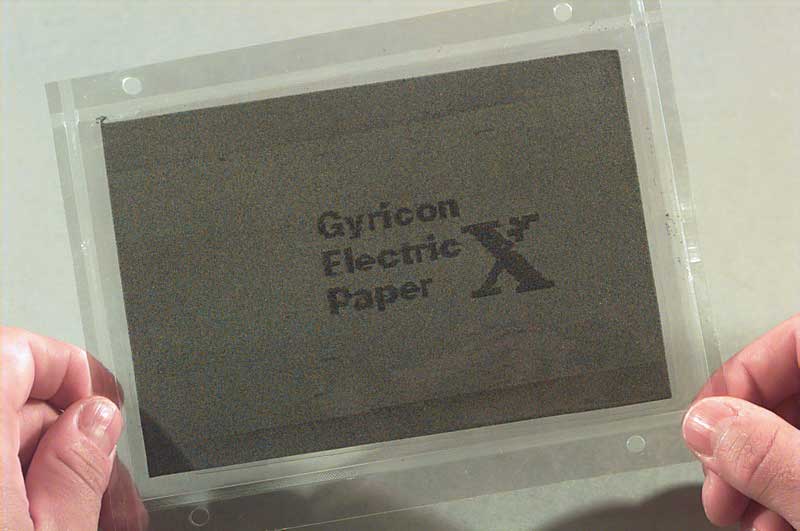 Gyricon
Electric
Paper
X